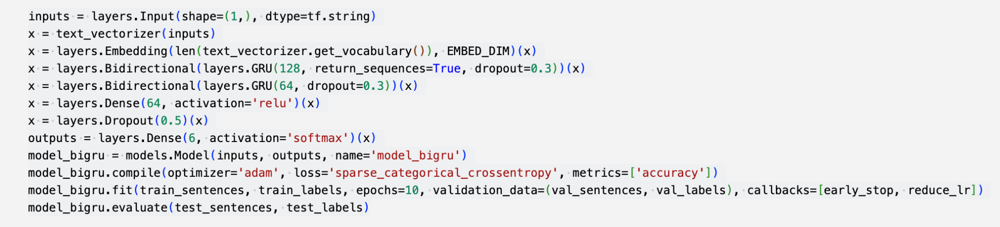 inputs = layers.Input(shape=(1,), dtype=tf.string)
x = text_vectorizer(inputs)
x = layers.Embedding(len(text_vectorizer.get_vocabulary()), EMBED_DIM)(x)
x = layers.Bidirectional(layers.GRU(128, return_sequences=True, dropout=0.3))(x)
x = layers.Bidirectional(layers.GRU(64, dropout=0.3))(x)
x = layers.Dense(64, activation='relu')(x)
x = layers.Dropout(0.5)(x)
outputs = layers.Dense(6, activation='softmax')(x)
model_bigru = models.Model(inputs, outputs, name='model_bigru')
model_bigru.compile(optimizer='adam', loss='sparse_categorical_crossentropy', metrics=['accuracy'])
model_bigru.fit(train_sentences, train_labels, epochs=10, validation_data=(val_sentences, val_labels), callbacks=[early_stop, reduce_lr])
model_bigru.evaluate(test_sentences, test_labels)